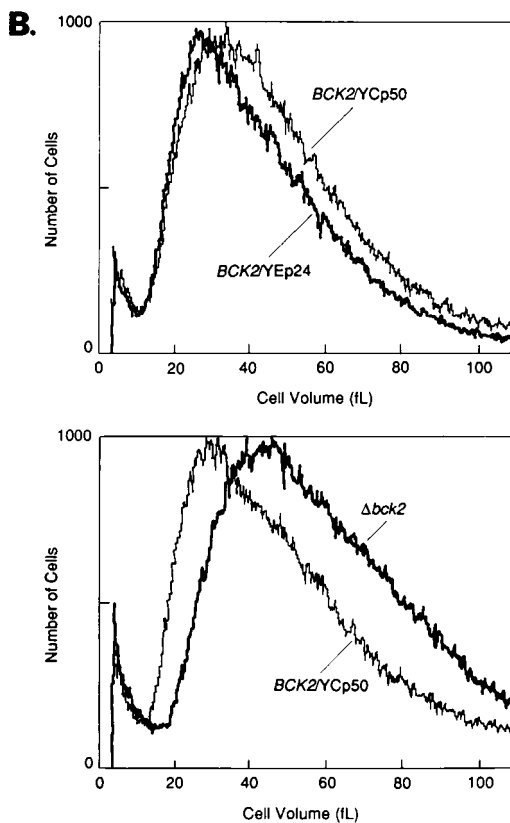 B.
1000
Number of Cells
0
BCK2/YCp50
BCK2/YEp24
0 20 40 60 80 100
Cell Volume (fL)
1000
Number of Cells
0
Δbck2
BCK2/YCp50
0 20 40 60 80 100
Cell Volume (fL)